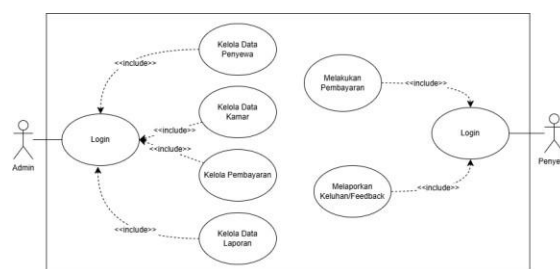 Kelola Data
Penyewa
<<include>>
Melakukan
Pembayaran
<<include>>
Kelola Data
Kamar
<<include>>
Login
<<include>>
Login
Admin
Penye
Kelola Pembayaran
Melaporkan
Keluhan/Feedback
<<include>>
<<include>>
Kelola Data
Laporan